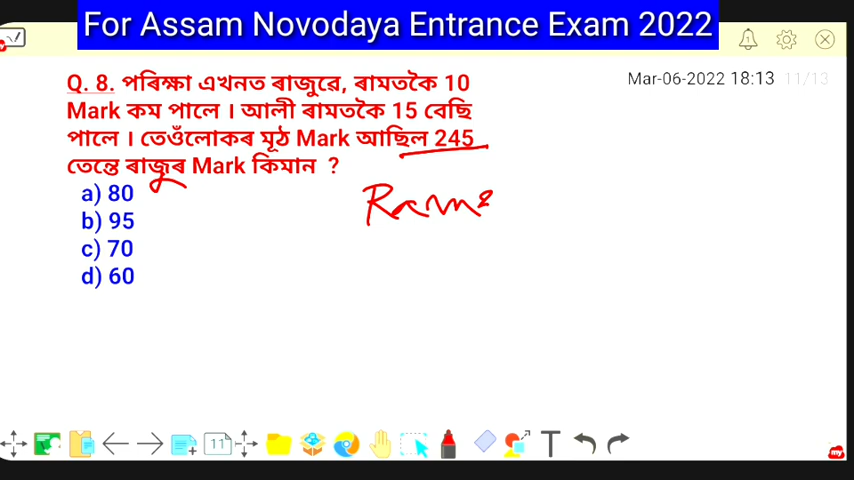 For Assam Novodaya Entrance Exam 2022
Mar-06-2022 18:13 11/13
Q. 8. পৰিক্ষা এখনত ৰাজুৱে, ৰামতকৈ 10
Mark কম পালে । আলী ৰামতকৈ 15 বেছি
পালে । তেওঁলোকৰ মূঠ Mark আছিল 245
তেন্তে ৰাজুৰ Mark কিমান ?
a) 80
b) 95
c) 70
d) 60
Ram
11
T
my